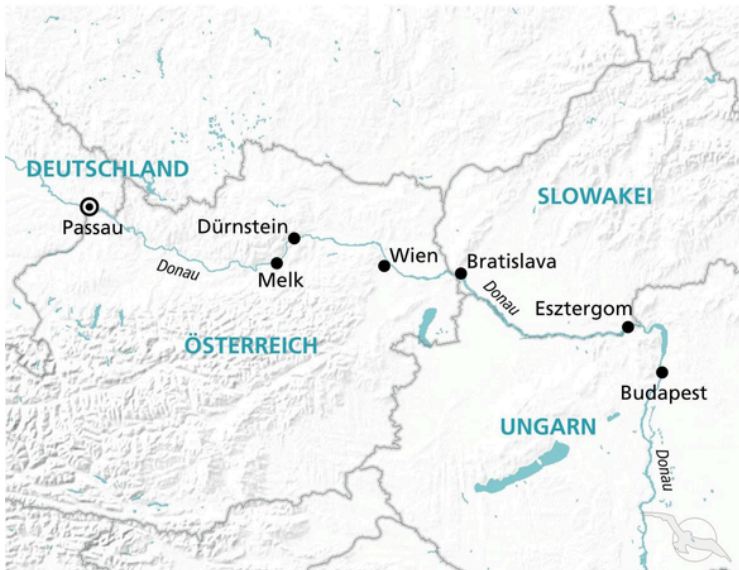 DEUTSCHLAND
Passau
Dürnstein
Donau
Melk
Wien
Bratislava
SLOWAKEI
Donau
Esztergom
ÖSTERREICH
Budapest
UNGARN
Donau